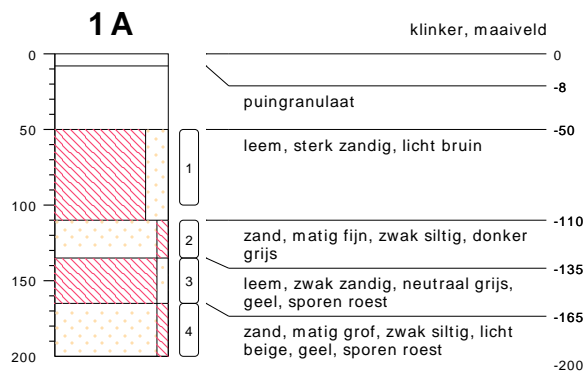 1 A
klinker, maaiveld
0
0
-8
puingranulaat
50
-50
leem, sterk zandig, licht bruin
1
100
-110
2
zand, matig fijn, zwak siltig, donker
grijs
-135
150
3
leem, zwak zandig, neutraal grijs,
geel, sporen roest
-165
4
zand, matig grof, zwak siltig, licht
beige, geel, sporen roest
200
-200